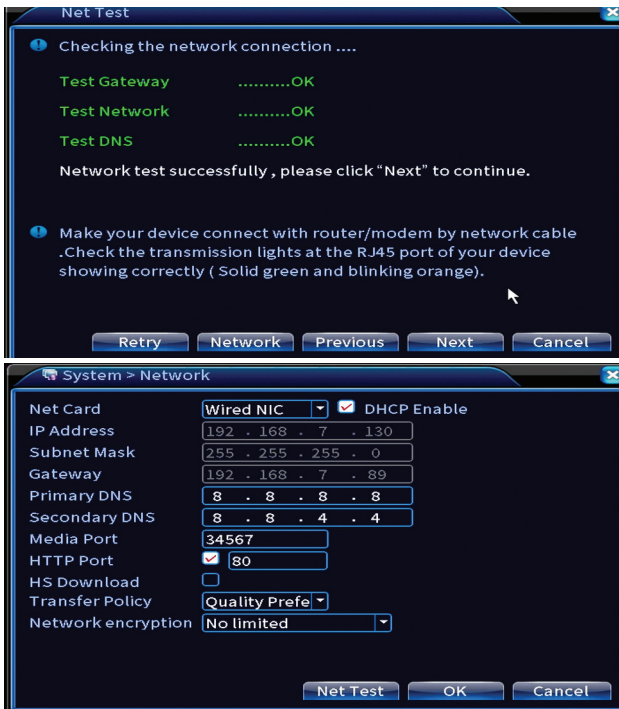 Net Test
Checking the network connection ....
Test Gateway ..........OK
Test Network ..........OK
Test DNS ..........OK
Network test successfully , please click “Next” to continue.
Make your device connect with router/modem by network cable
.Check the transmission lights at the RJ45 port of your device
showing correctly ( Solid green and blinking orange).
Retry Network Previous Next Cancel
System > Network
Net Card Wired NIC DHCP Enable
IP Address 192 . 168 . 7 . 130
Subnet Mask 255 . 255 . 255 . 0
Gateway 192 . 168 . 7 . 89
Primary DNS 8 . 8 . 8 . 8
Secondary DNS 8 . 8 . 4 . 4
Media Port 34567
HTTP Port 80
HS Download
Transfer Policy Quality Prefe
Network encryption No limited
Net Test OK Cancel